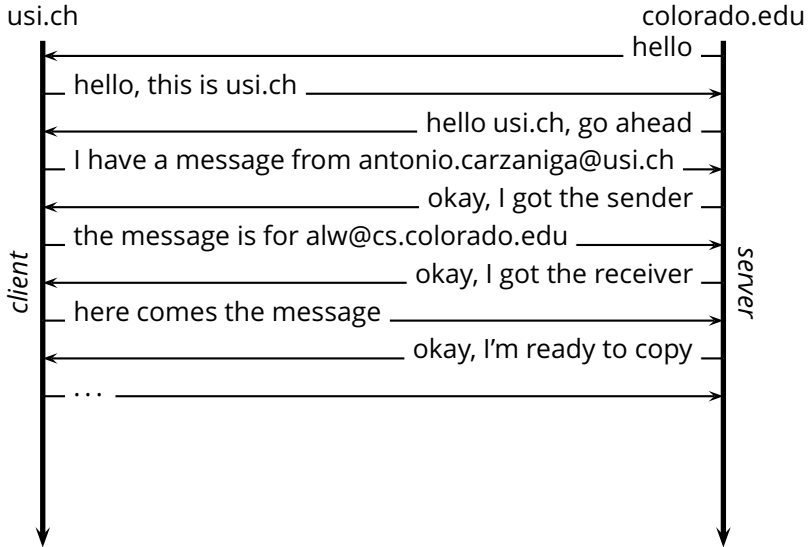 usi.ch
colorado.edu
hello
hello, this is usi.ch
hello usi.ch, go ahead
I have a message from antonio.carzaniga@usi.ch
okay, I got the sender
the message is for alw@cs.colorado.edu
okay, I got the receiver
here comes the message
okay, I’m ready to copy
. . .
client
server